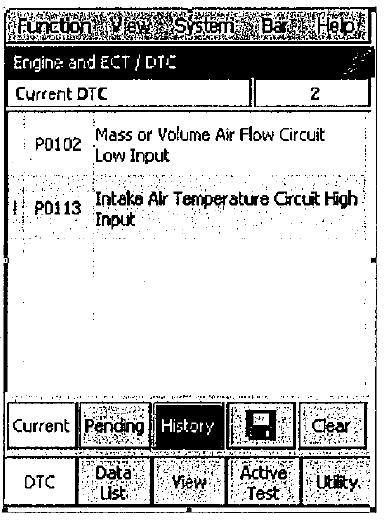 Function View System Bar Help
Engine and ECT / DTC
Current DTC 2
P0102 Mass or Volume Air Flow Circuit
Low Input
! P0113 Intake Air Temperature Circuit High
Input
Current Pending History Clear
DTC Data List View Active Test Utility